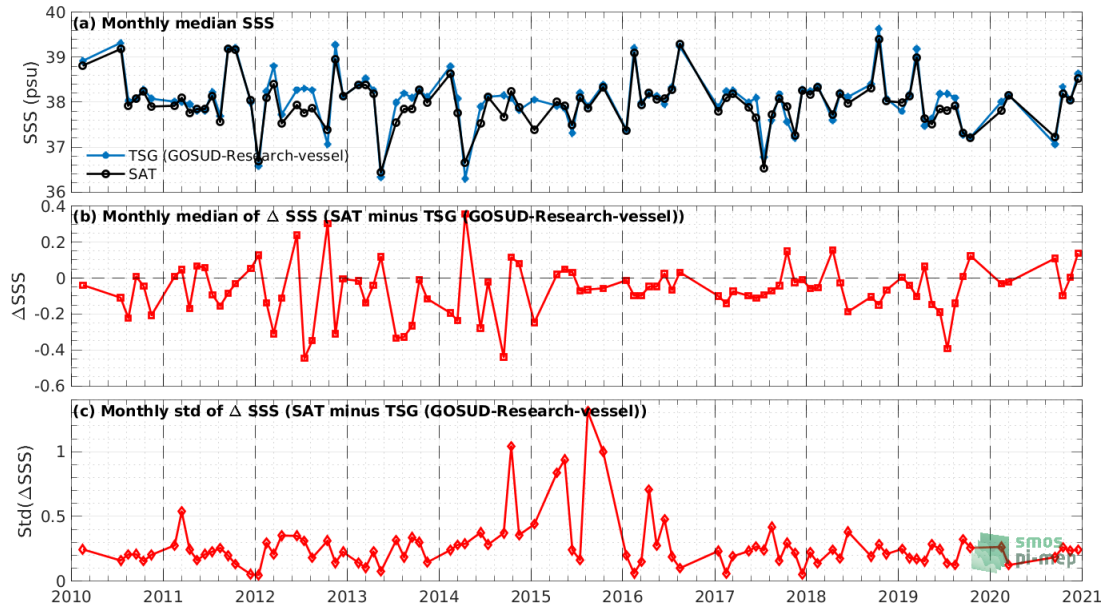 (a) Monthly median SSS
40
39
38
37
36
SSS (psu)
TSG (GOSUD-Research-vessel)
SAT
(b) Monthly median of Δ SSS (SAT minus TSG (GOSUD-Research-vessel))
0.4
0.2
0
-0.2
-0.4
-0.6
ΔSSS
(c) Monthly std of Δ SSS (SAT minus TSG (GOSUD-Research-vessel))
1
0.5
0
Std(ΔSSS)
smos
pi-mep
2010 2011 2012 2013 2014 2015 2016 2017 2018 2019 2020 2021